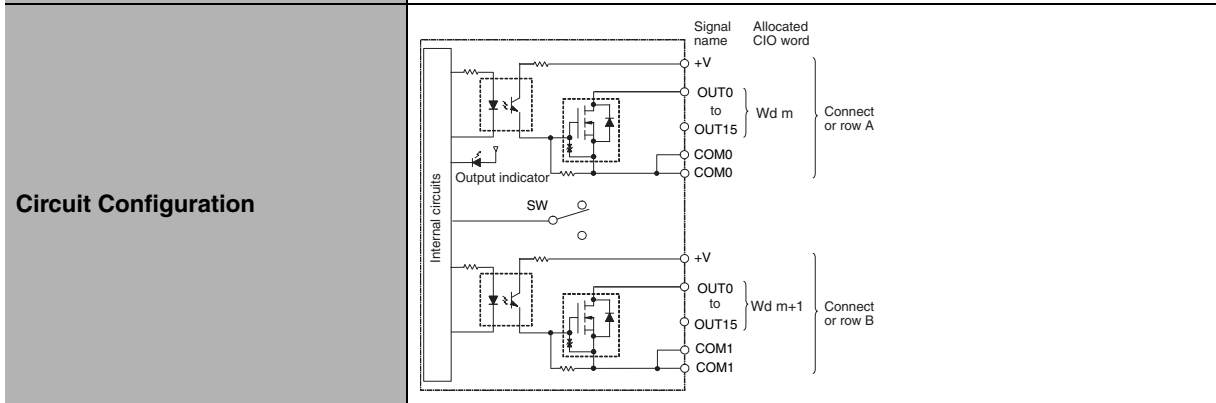 Circuit Configuration
Signal name
Allocated CIO word
Internal circuits
+V
OUT0
to
OUT15
Wd m
Connect
or row A
COM0
COM0
Output indicator
SW
+V
OUT0
to
OUT15
Wd m+1
Connect
or row B
COM1
COM1